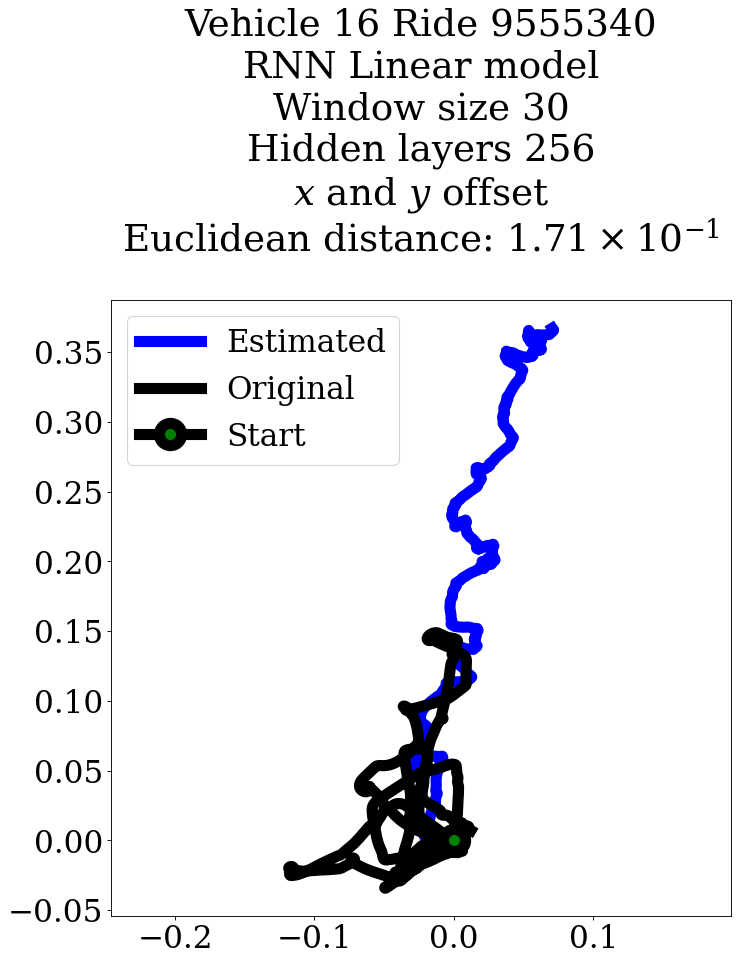 Vehicle 16 Ride 9555340
RNN Linear model
Window size 30
Hidden layers 256
x and y offset
Euclidean distance: 1.71 × 10⁻¹
Estimated
Original
Start
0.35
0.30
0.25
0.20
0.15
0.10
0.05
0.00
−0.05
−0.2 −0.1 0.0 0.1